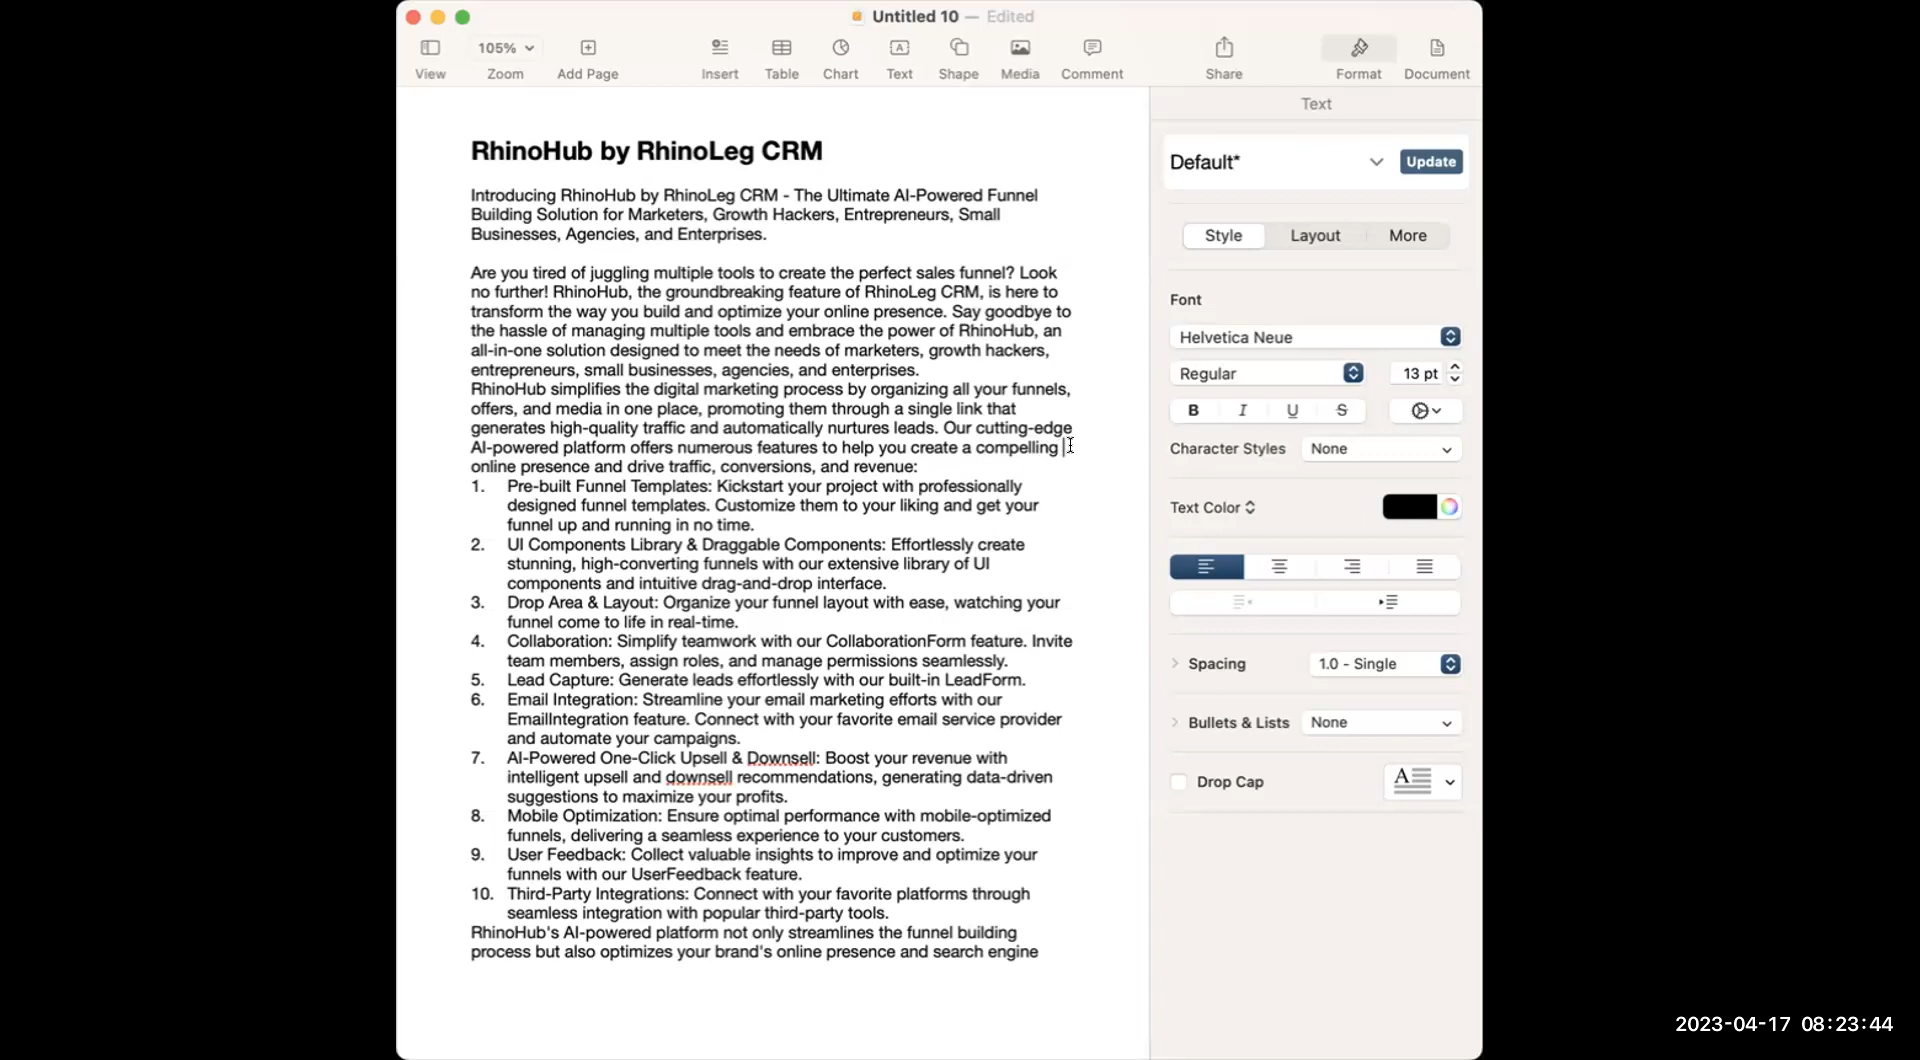 Untitled 10 — Edited
105%
View Zoom Add Page Insert Table Chart Text Shape Media Comment Share Format Document
RhinoHub by RhinoLeg CRM
Introducing RhinoHub by RhinoLeg CRM - The Ultimate AI-Powered Funnel
Building Solution for Marketers, Growth Hackers, Entrepreneurs, Small
Businesses, Agencies, and Enterprises.
Are you tired of juggling multiple tools to create the perfect sales funnel? Look
no further! RhinoHub, the groundbreaking feature of RhinoLeg CRM, is here to
transform the way you build and optimize your online presence. Say goodbye to
the hassle of managing multiple tools and embrace the power of RhinoHub, an
all-in-one solution designed to meet the needs of marketers, growth hackers,
entrepreneurs, small businesses, agencies, and enterprises.
RhinoHub simplifies the digital marketing process by organizing all your funnels,
offers, and media in one place, promoting them through a single link that
generates high-quality traffic and automatically nurtures leads. Our cutting-edge
AI-powered platform offers numerous features to help you create a compelling
online presence and drive traffic, conversions, and revenue:
1. Pre-built Funnel Templates: Kickstart your project with professionally
designed funnel templates. Customize them to your liking and get your
funnel up and running in no time.
2. UI Components Library & Draggable Components: Effortlessly create
stunning, high-converting funnels with our extensive library of UI
components and intuitive drag-and-drop interface.
3. Drop Area & Layout: Organize your funnel layout with ease, watching your
funnel come to life in real-time.
4. Collaboration: Simplify teamwork with our CollaborationForm feature. Invite
team members, assign roles, and manage permissions seamlessly.
5. Lead Capture: Generate leads effortlessly with our built-in LeadForm.
6. Email Integration: Streamline your email marketing efforts with our
EmailIntegration feature. Connect with your favorite email service provider
and automate your campaigns.
7. AI-Powered One-Click Upsell & Downsell: Boost your revenue with
intelligent upsell and downsell recommendations, generating data-driven
suggestions to maximize your profits.
8. Mobile Optimization: Ensure optimal performance with mobile-optimized
funnels, delivering a seamless experience to your customers.
9. User Feedback: Collect valuable insights to improve and optimize your
funnels with our UserFeedback feature.
10. Third-Party Integrations: Connect with your favorite platforms through
seamless integration with popular third-party tools.
RhinoHub's AI-powered platform not only streamlines the funnel building
process but also optimizes your brand's online presence and search engine
Text
Default* Update
Style Layout More
Font
Helvetica Neue
Regular 13 pt
B I U S
Character Styles None
Text Color
Spacing 1.0 - Single
Bullets & Lists None
Drop Cap A
2023-04-17 08:23:44